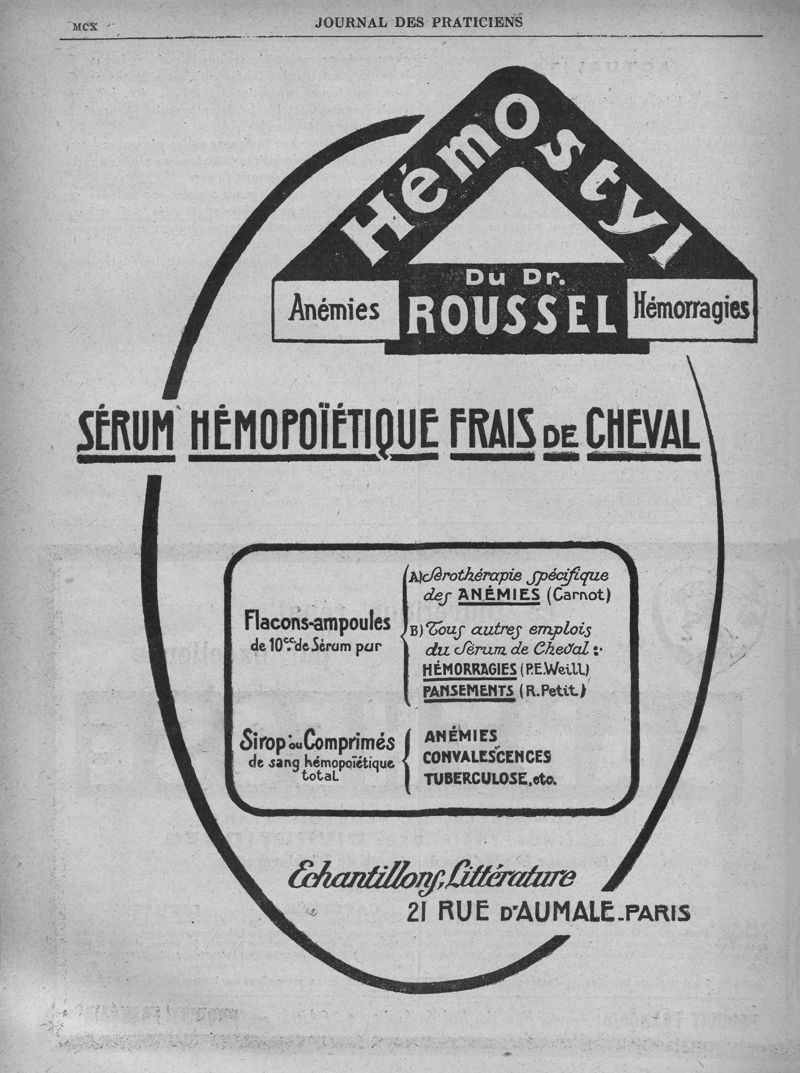 MCX
JOURNAL DES PRATICIENS
Hémostyl
Du Dr.
ROUSSEL
Anémies
Hémorragies
SÉRUM HÉMOPOÏÉTIQUE FRAIS DE CHEVAL
Flacons-ampoules
de 10cc. de Sérum par
A) Sérothérapie spécifique
des ANÉMIES (Carnot)
B) Tous autres emplois
du Sérum de Cheval :
HÉMORRAGIES (P.E.Weill)
PANSEMENTS (R.Petit)
Sirop ou Comprimés
de sang hémopoïétique
total
ANÉMIES
CONVALESCENCES
TUBERCULOSE, etc.
Echantillons, Littérature
21 RUE D'AUMALE-PARIS